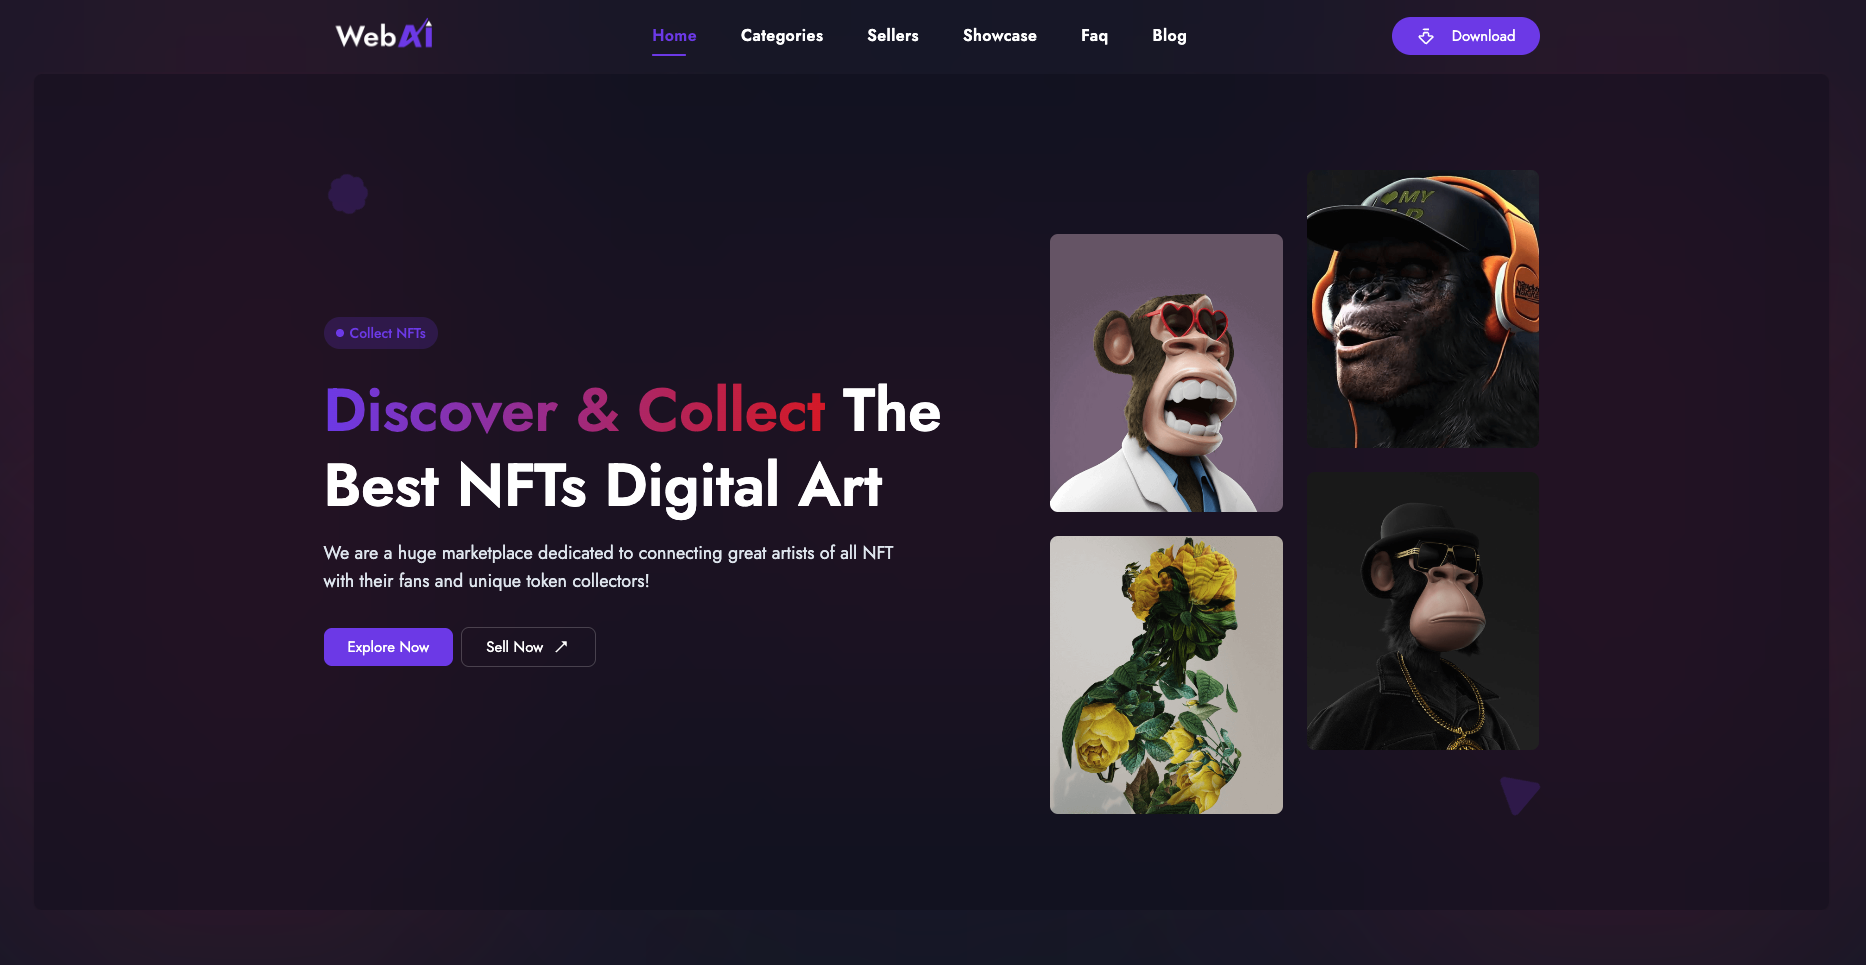 WebAi
Home
Categories
Sellers
Showcase
Faq
Blog
Download
MY
Collect NFTs
Discover & Collect The
Best NFTs Digital Art
We are a huge marketplace dedicated to connecting great artists of all NFT
with their fans and unique token collectors!
Explore Now
Sell Now